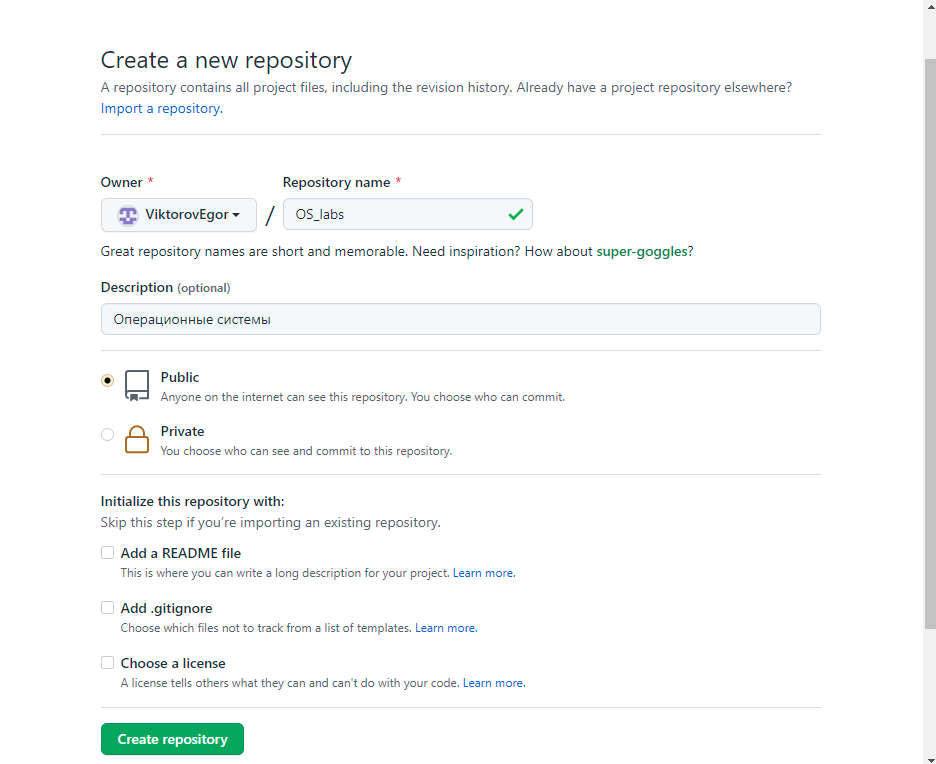 Create a new repository
A repository contains all project files, including the revision history. Already have a project repository elsewhere?
Import a repository.
Owner * Repository name *
ViktorovEgor / OS_labs
Great repository names are short and memorable. Need inspiration? How about super-goggles?
Description (optional)
Операционные системы
Public
Anyone on the internet can see this repository. You choose who can commit.
Private
You choose who can see and commit to this repository.
Initialize this repository with:
Skip this step if you're importing an existing repository.
Add a README file
This is where you can write a long description for your project. Learn more.
Add .gitignore
Choose which files not to track from a list of templates. Learn more.
Choose a license
A license tells others what they can and can't do with your code. Learn more.
Create repository